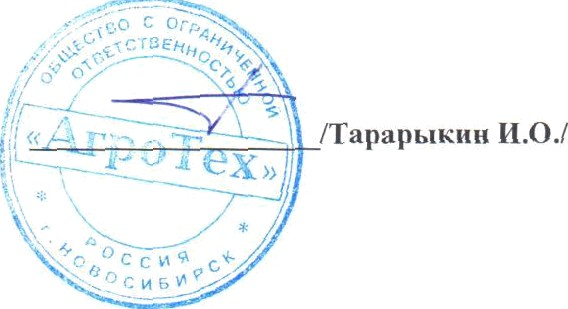 ОБЩЕСТВО С ОГРАНИЧЕННОЙ
ОТВЕТСТВЕННОСТЬЮ
«АгроТех»
/Тарарыкин И.О./
* РОССИЯ *
г. НОВОСИБИРСК